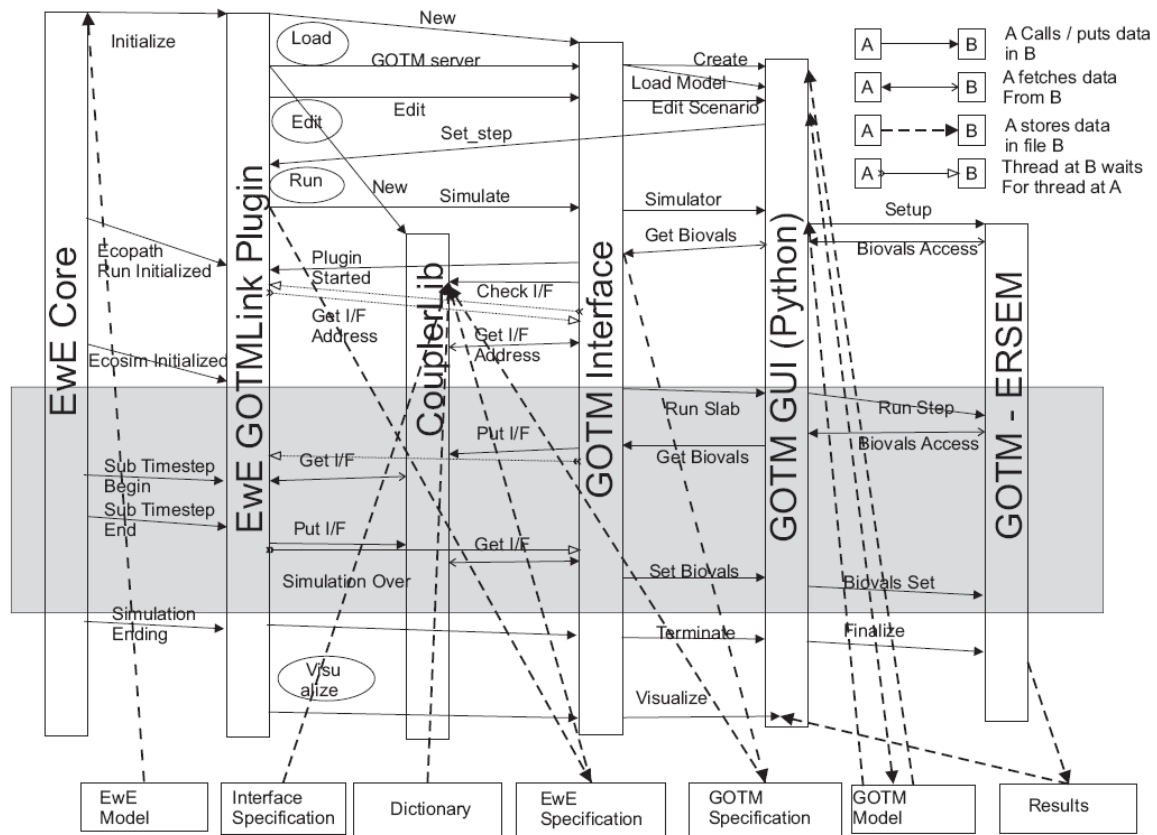 New
Initialize
Load
GOTM server
Create
Load Model
Edit
Edit Scenario
Edit
Set_step
Run
New
Simulate
Simulator
Setup
Get Biovals
Biovals Access
Ecopath
Run Initialized
Plugin
Started
Check I/F
Get I/F
Address
Get I/F
Address
Ecosim Initialized
Run Slab
Run Step
Put I/F
Get Biovals
Biovals Access
Sub Timestep
Begin
Get I/F
Sub Timestep
End
Put I/F
Get I/F
Simulation Over
Set Biovals
Biovals Set
Simulation
Ending
Terminate
Finalize
Visu
alize
Visualize
EwE Core
EwE GOTMLink Plugin
CouplerLib
GOTM Interface
GOTM GUI (Python)
GOTM - ERSEM
A
B
A Calls / puts data
in B
A
B
A fetches data
From B
A
B
A stores data
in file B
A
B
Thread at B waits
For thread at A
EwE
Model
Interface
Specification
Dictionary
EwE
Specification
GOTM
Specification
GOTM
Model
Results